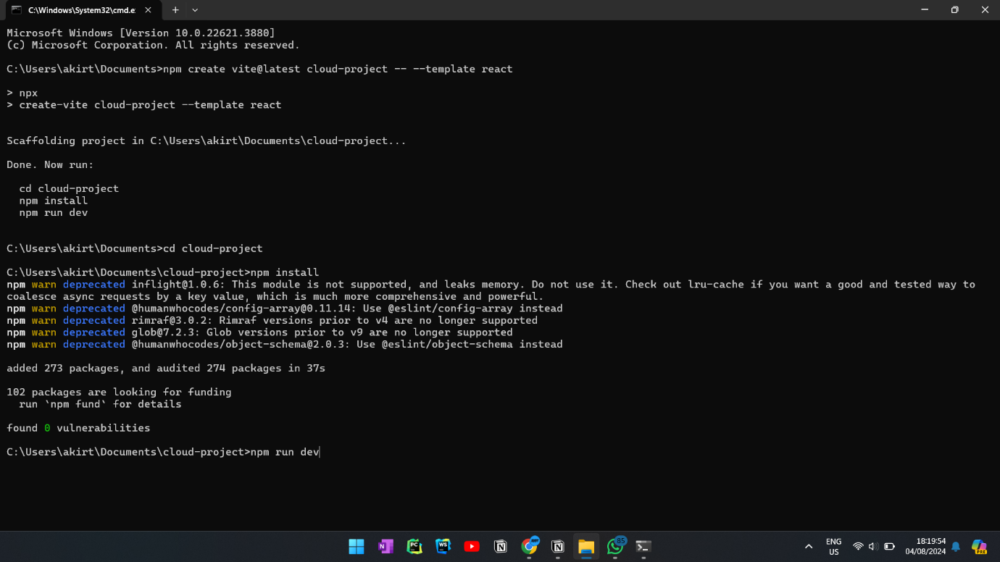 C:\Windows\System32\cmd.e:
Microsoft Windows [Version 10.0.22621.3880]
(c) Microsoft Corporation. All rights reserved.
C:\Users\akirt\Documents>npm create vite@latest cloud-project -- --template react
> npx
> create-vite cloud-project --template react
Scaffolding project in C:\Users\akirt\Documents\cloud-project...
Done. Now run:
cd cloud-project
npm install
npm run dev
C:\Users\akirt\Documents>cd cloud-project
C:\Users\akirt\Documents\cloud-project>npm install
npm warn deprecated inflight@1.0.6: This module is not supported, and leaks memory. Do not use it. Check out lru-cache if you want a good and tested way to
coalesce async requests by a key value, which is much more comprehensive and powerful.
npm warn deprecated @humanwhocodes/config-array@0.11.14: Use @eslint/config-array instead
npm warn deprecated rimraf@3.0.2: Rimraf versions prior to v4 are no longer supported
npm warn deprecated glob@7.2.3: Glob versions prior to v9 are no longer supported
npm warn deprecated @humanwhocodes/object-schema@2.0.3: Use @eslint/object-schema instead
added 273 packages, and audited 274 packages in 37s
102 packages are looking for funding
run `npm fund` for details
found 0 vulnerabilities
C:\Users\akirt\Documents\cloud-project>npm run dev
N
PC
WS
85
ENG
US
18:19:54
04/08/2024
PRE